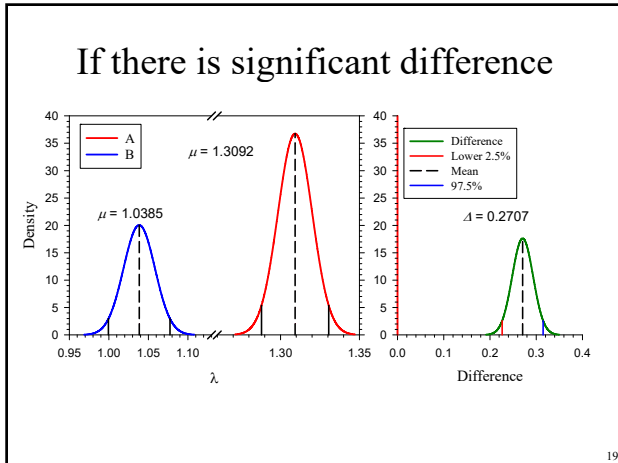 If there is significant difference
40
35
30
25
20
15
10
5
0
Density
A
B
μ = 1.3092
μ = 1.0385
0.95 1.00 1.05 1.10 1.30 1.35
λ
40
35
30
25
20
15
10
5
0
Difference
Lower 2.5%
Mean
97.5%
Δ = 0.2707
0.0 0.1 0.2 0.3 0.4
Difference
19